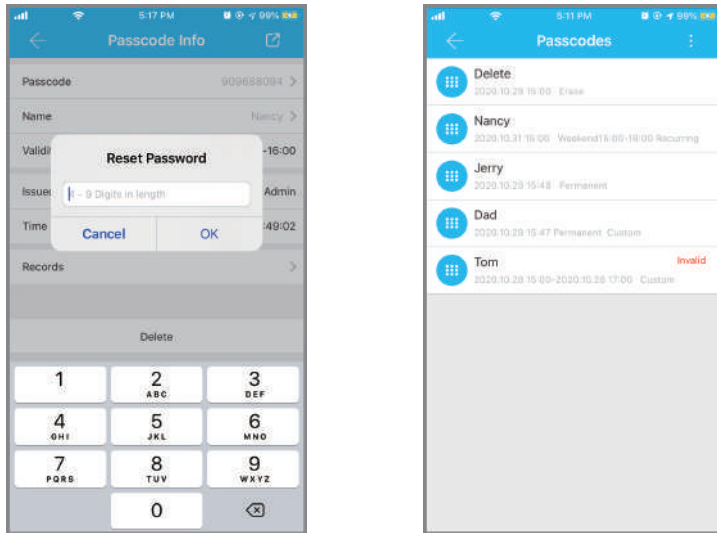 5:17 PM
99%
Passcode Info
Passcode
909688094
Name
Nancy
Validi
-16:00
Reset Password
4 - 9 Digits in length
Issued
Admin
Time
:49:02
Cancel
OK
Records
Delete
1
2
ABC
3
DEF
4
GHI
5
JKL
6
MNO
7
PQRS
8
TUV
9
WXYZ
0
5:11 PM
99%
Passcodes
Delete
2020.10.29 15:00 Erase
Nancy
2020.10.31 16:00 Weekend16:00-18:00 Recurring
Jerry
2020.10.29 15:48 Permanent
Dad
2020.10.29 15:47 Permanent Custom
Tom
Invalid
2020.10.28 15:00-2020.10.28 17:00 Custom